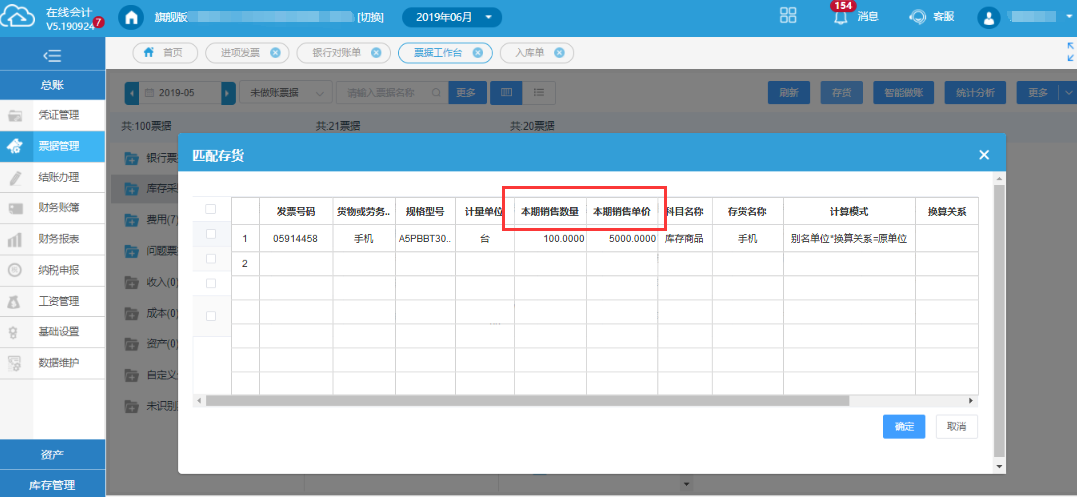 在线会计
V5.190924
7
旗舰版
[切换]
2019年06月
154
消息
客服
首页
进项发票
银行对账单
票据工作台
入库单
总账
凭证管理
票据管理
结账办理
财务账簿
财务报表
纳税申报
工资管理
基础设置
数据维护
资产
库存管理
2019-05
未做账票据
请输入票据名称
更多
刷新
存货
智能做账
统计分析
更多
共:100票据
共:21票据
共:20票据
银行票
库存采
费用(7)
问题票
收入(0)
成本(0)
资产(0)
自定义
未识别
匹配存货
发票号码 货物或劳务.. 规格型号 计量单位 本期销售数量 本期销售单价 科目名称 存货名称 计算模式 换算关系
1 05914458 手机 A5PBBT30.. 台 100.0000 5000.0000 库存商品 手机 别名单位*换算关系=原单位
2
确定
取消